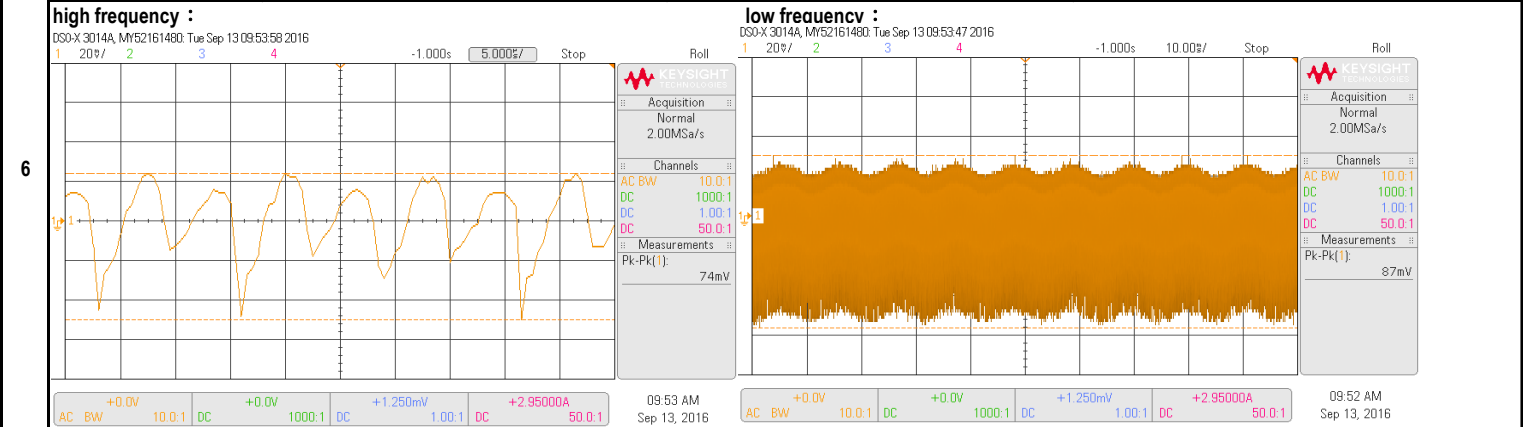 6
high frequency：
DSO-X 3014A, MY52161480: Tue Sep 13 09:53:58 2016
1 20㎷/ 2 3 4 -1.000s 5.000㎲/ Stop Roll
KEYSIGHT
TECHNOLOGIES
Acquisition
Normal
2.00MSa/s
Channels
AC BW 10.0:1
DC 1000:1
DC 1.00:1
DC 50.0:1
Measurements
Pk-Pk(1):
74mV
1
+0.0V +0.0V +1.250mV +2.95000A
AC BW 10.0:1 DC 1000:1 DC 1.00:1 DC 50.0:1
09:53 AM
Sep 13, 2016
low frequency：
DSO-X 3014A, MY52161480: Tue Sep 13 09:53:47 2016
1 20㎷/ 2 3 4 -1.000s 10.00㎳/ Stop Roll
KEYSIGHT
TECHNOLOGIES
Acquisition
Normal
2.00MSa/s
Channels
AC BW 10.0:1
DC 1000:1
DC 1.00:1
DC 50.0:1
Measurements
Pk-Pk(1):
87mV
1
+0.0V +0.0V +1.250mV +2.95000A
AC BW 10.0:1 DC 1000:1 DC 1.00:1 DC 50.0:1
09:52 AM
Sep 13, 2016